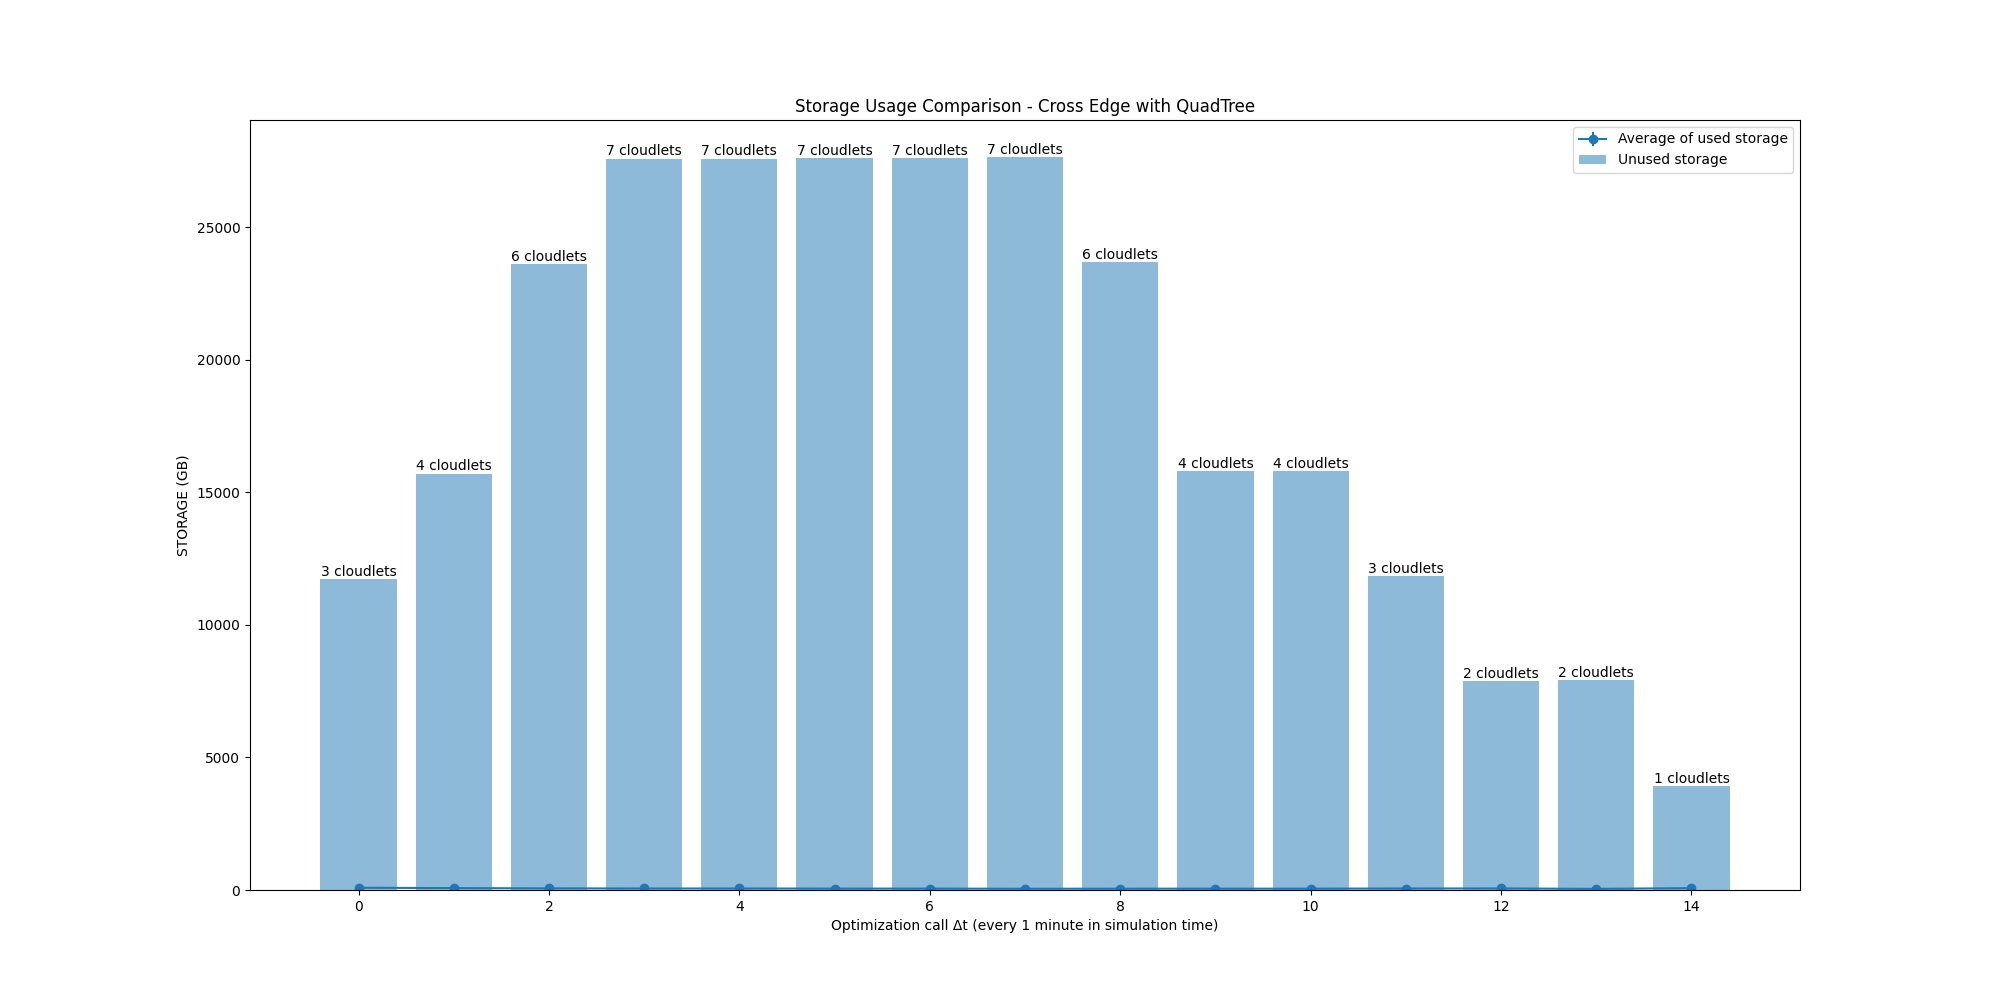 Storage Usage Comparison - Cross Edge with QuadTree
Average of used storage
Unused storage
STORAGE (GB)
25000
20000
15000
10000
5000
0
3 cloudlets
4 cloudlets
6 cloudlets
7 cloudlets
7 cloudlets
7 cloudlets
7 cloudlets
7 cloudlets
6 cloudlets
4 cloudlets
4 cloudlets
3 cloudlets
2 cloudlets
2 cloudlets
1 cloudlets
0 2 4 6 8 10 12 14
Optimization call Δt (every 1 minute in simulation time)